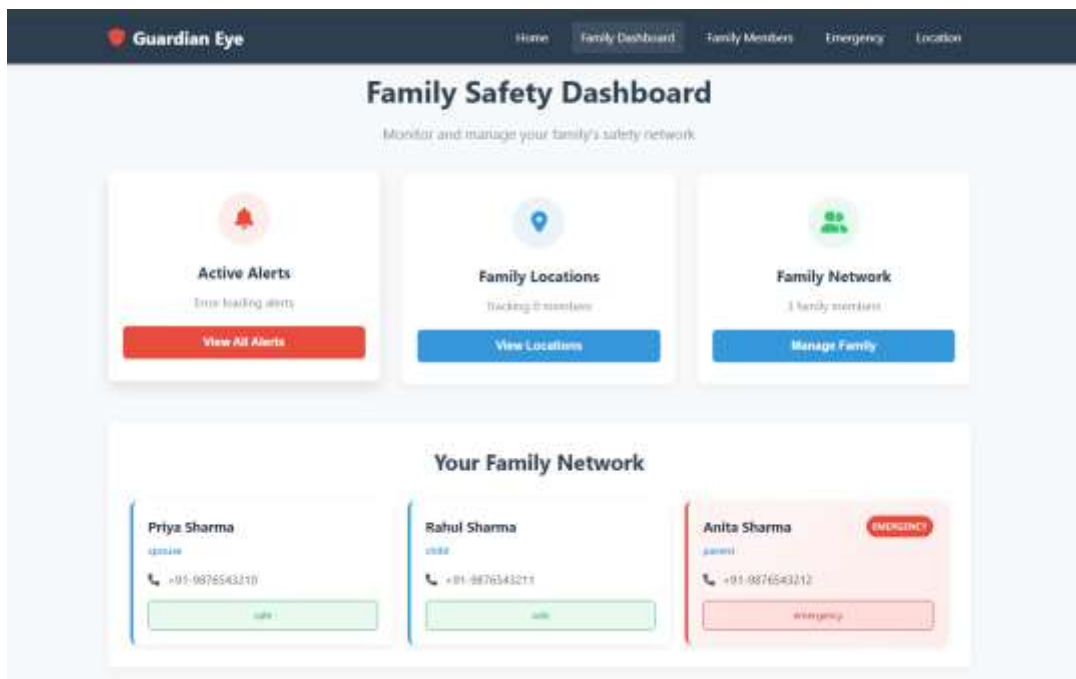 Guardian Eye
Home Family Dashboard Family Members Emergency Location
Family Safety Dashboard
Monitor and manage your family's safety network
Active Alerts
Error loading alerts
View All Alerts
Family Locations
Tracking 0 members
View Locations
Family Network
3 family members
Manage Family
Your Family Network
Priya Sharma
spouse
+91-9876543210
safe
Rahul Sharma
child
+91-9876543211
safe
Anita Sharma
EMERGENCY
parent
+91-9876543212
emergency